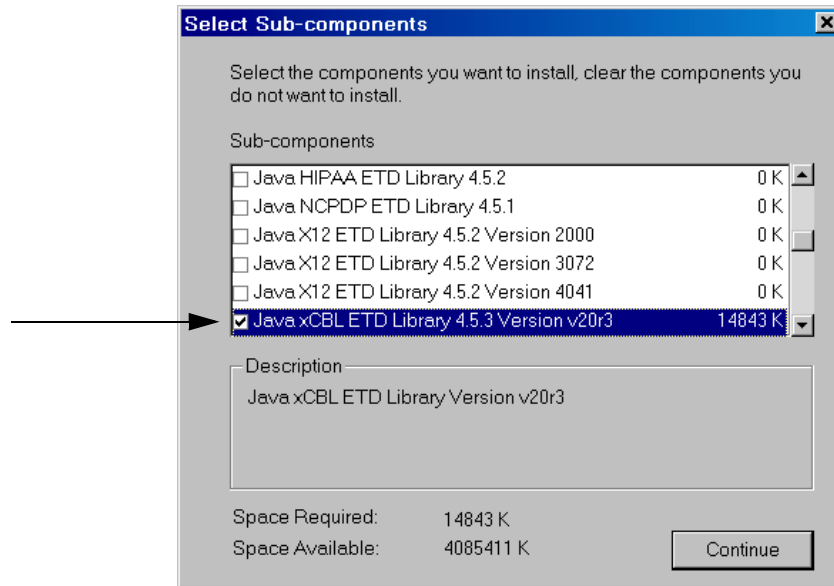 Select Sub-components
Select the components you want to install, clear the components you
do not want to install.
Sub-components
Java HIPAA ETD Library 4.5.2 0 K
Java NCPDP ETD Library 4.5.1 0 K
Java X12 ETD Library 4.5.2 Version 2000 0 K
Java X12 ETD Library 4.5.2 Version 3072 0 K
Java X12 ETD Library 4.5.2 Version 4041 0 K
Java xCBL ETD Library 4.5.3 Version v20r3 14843 K
Description
Java xCBL ETD Library Version v20r3
Space Required: 14843 K
Space Available: 4085411 K
Continue